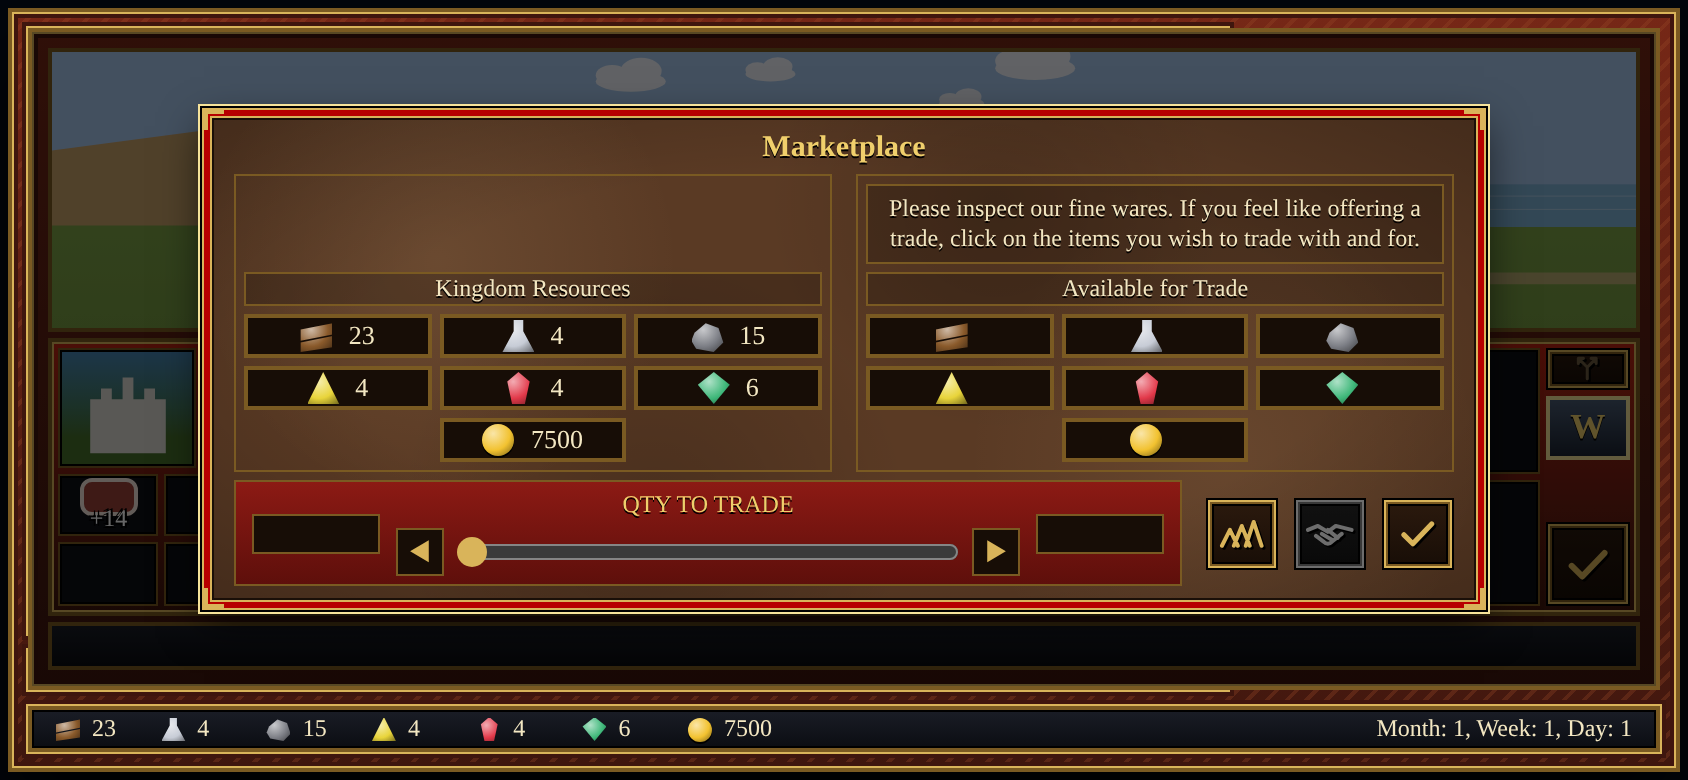 Marketplace
Please inspect our fine wares. If you feel like offering a
trade, click on the items you wish to trade with and for.
Kingdom Resources
Available for Trade
23
4
15
4
4
6
7500
W
+14
QTY TO TRADE
23
4
15
4
4
6
7500
Month: 1, Week: 1, Day: 1